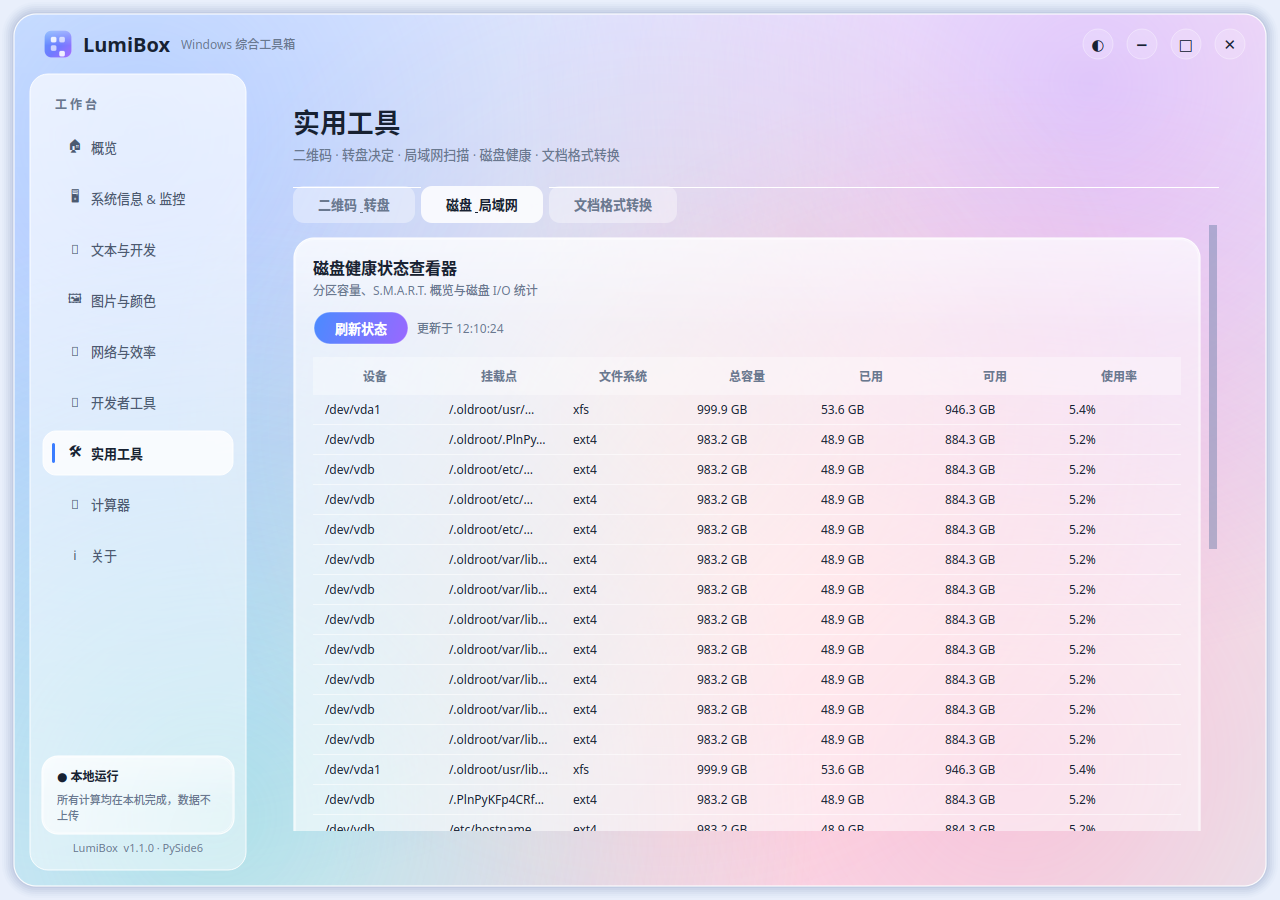 LumiBox Windows 综合工具箱
工作台
概览
系统信息 & 监控
文本与开发
图片与颜色
网络与效率
开发者工具
实用工具
计算器
i 关于
● 本地运行
所有计算均在本机完成，数据不
上传
LumiBox v1.1.0 · PySide6
实用工具
二维码 · 转盘决定 · 局域网扫描 · 磁盘健康 · 文档格式转换
二维码 _转盘 磁盘 _局域网 文档格式转换
磁盘健康状态查看器
分区容量、S.M.A.R.T. 概览与磁盘 I/O 统计
刷新状态 更新于 12:10:24
设备 挂载点 文件系统 总容量 已用 可用 使用率
/dev/vda1 /.oldroot/usr/... xfs 999.9 GB 53.6 GB 946.3 GB 5.4%
/dev/vdb /.oldroot/.PlnPy... ext4 983.2 GB 48.9 GB 884.3 GB 5.2%
/dev/vdb /.oldroot/etc/... ext4 983.2 GB 48.9 GB 884.3 GB 5.2%
/dev/vdb /.oldroot/etc/... ext4 983.2 GB 48.9 GB 884.3 GB 5.2%
/dev/vdb /.oldroot/etc/... ext4 983.2 GB 48.9 GB 884.3 GB 5.2%
/dev/vdb /.oldroot/var/lib... ext4 983.2 GB 48.9 GB 884.3 GB 5.2%
/dev/vdb /.oldroot/var/lib... ext4 983.2 GB 48.9 GB 884.3 GB 5.2%
/dev/vdb /.oldroot/var/lib... ext4 983.2 GB 48.9 GB 884.3 GB 5.2%
/dev/vdb /.oldroot/var/lib... ext4 983.2 GB 48.9 GB 884.3 GB 5.2%
/dev/vdb /.oldroot/var/lib... ext4 983.2 GB 48.9 GB 884.3 GB 5.2%
/dev/vdb /.oldroot/var/lib... ext4 983.2 GB 48.9 GB 884.3 GB 5.2%
/dev/vdb /.oldroot/var/lib... ext4 983.2 GB 48.9 GB 884.3 GB 5.2%
/dev/vda1 /.oldroot/usr/lib... xfs 999.9 GB 53.6 GB 946.3 GB 5.4%
/dev/vdb /.PlnPyKFp4CRf... ext4 983.2 GB 48.9 GB 884.3 GB 5.2%
/dev/vdb /etc/hostname ext4 983.2 GB 48.9 GB 884.3 GB 5.2%